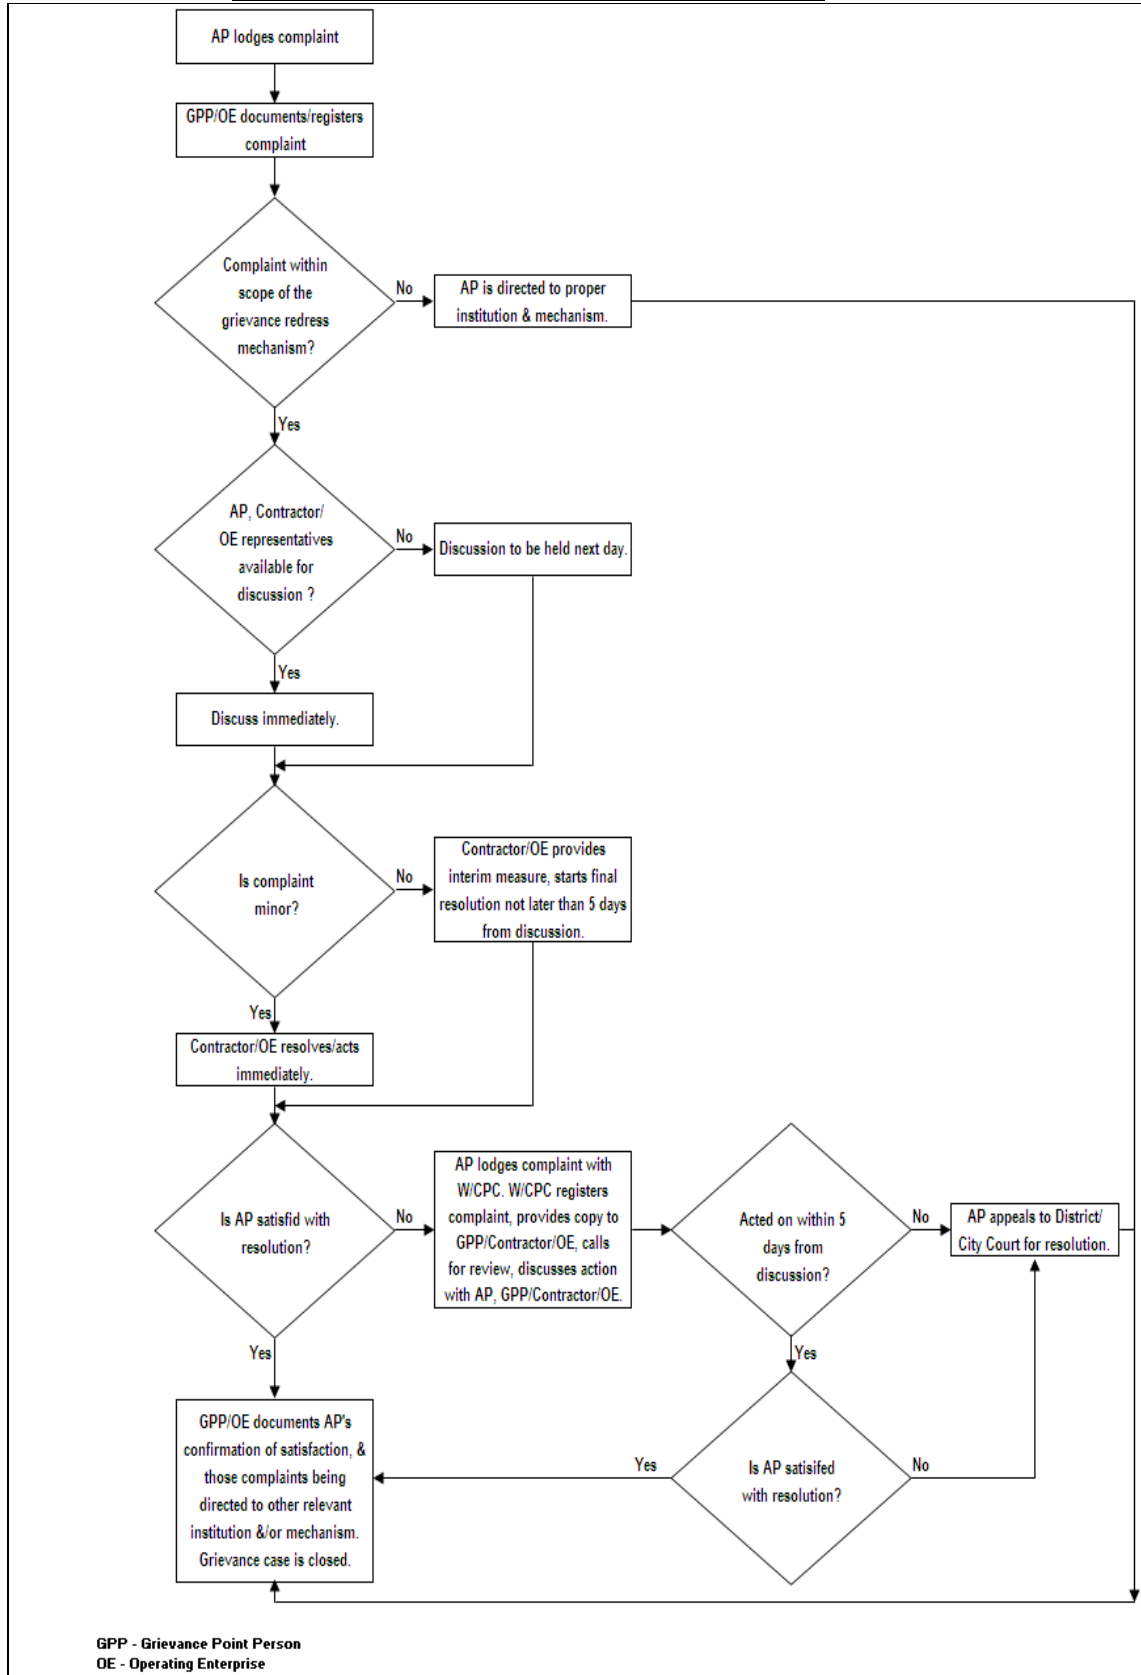 AP lodges complaint
GPP/OE documents/registers
complaint
Complaint within
scope of the
grievance redress
mechanism?
No
AP is directed to proper
institution & mechanism.
Yes
AP, Contractor/
OE representatives
available for
discussion ?
No
Discussion to be held next day.
Yes
Discuss immediately.
Is complaint
minor?
No
Contractor/OE provides
interim measure, starts final
resolution not later than 5 days
from discussion.
Yes
Contractor/OE resolves/acts
immediately.
Is AP satisfid with
resolution?
No
AP lodges complaint with
W/CPC. W/CPC registers
complaint, provides copy to
GPP/Contractor/OE, calls
for review, discusses action
with AP, GPP/Contractor/OE.
Acted on within 5
days from
discussion?
No
AP appeals to District/
City Court for resolution.
Yes
Yes
GPP/OE documents AP's
confirmation of satisfaction, &
those complaints being
directed to other relevant
institution &/or mechanism.
Grievance case is closed.
Yes
Is AP satisifed
with resolution?
No
GPP - Grievance Point Person
OE - Operating Enterprise